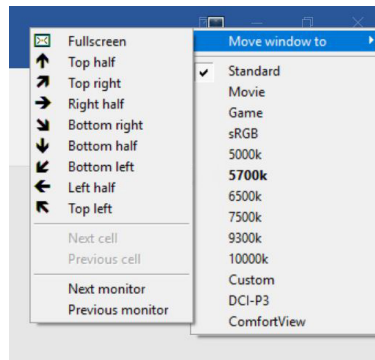 Fullscreen
Top half
Top right
Right half
Bottom right
Bottom half
Bottom left
Left half
Top left
Next cell
Previous cell
Next monitor
Previous monitor
Move window to
Standard
Movie
Game
sRGB
5000k
5700k
6500k
7500k
9300k
10000k
Custom
DCI-P3
ComfortView